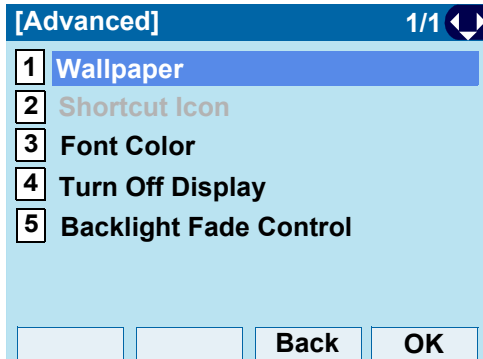 [Advanced] 1/1
1 Wallpaper
2 Shortcut Icon
3 Font Color
4 Turn Off Display
5 Backlight Fade Control
Back OK